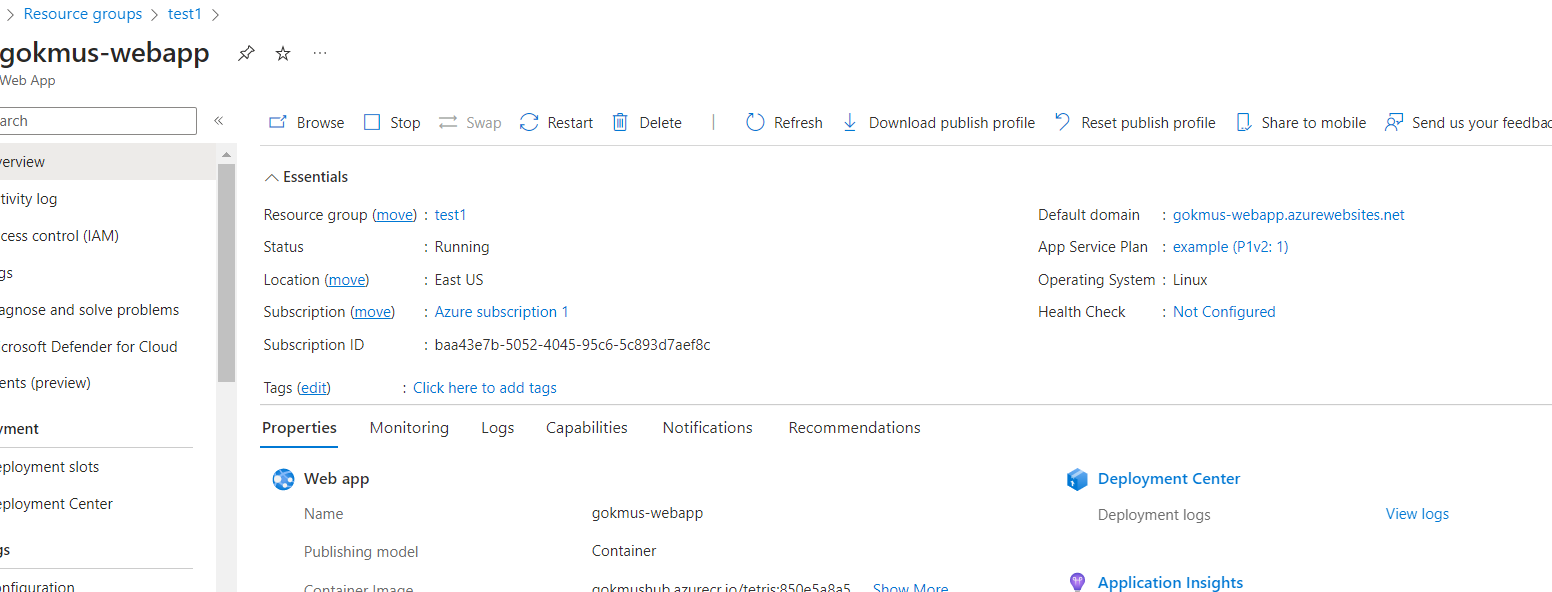 Resource groups > test1 >
gokmus-webapp
Web App
arch
Browse Stop Swap Restart Delete Refresh Download publish profile Reset publish profile Share to mobile Send us your feedbac
verview
tivity log
cess control (IAM)
gs
agnose and solve problems
icrosoft Defender for Cloud
ents (preview)
yment
eployment slots
eployment Center
gs
onfiguration
Essentials
Resource group (move) : test1
Status : Running
Location (move) : East US
Subscription (move) : Azure subscription 1
Subscription ID : baa43e7b-5052-4045-95c6-5c893d7aef8c
Tags (edit) : Click here to add tags
Default domain : gokmus-webapp.azurewebsites.net
App Service Plan : example (P1v2: 1)
Operating System : Linux
Health Check : Not Configured
Properties Monitoring Logs Capabilities Notifications Recommendations
Web app
Name gokmus-webapp
Publishing model Container
Container Image gokmushub.azurecr.io/tetris:850e5a8a5 Show More
Deployment Center
Deployment logs View logs
Application Insights